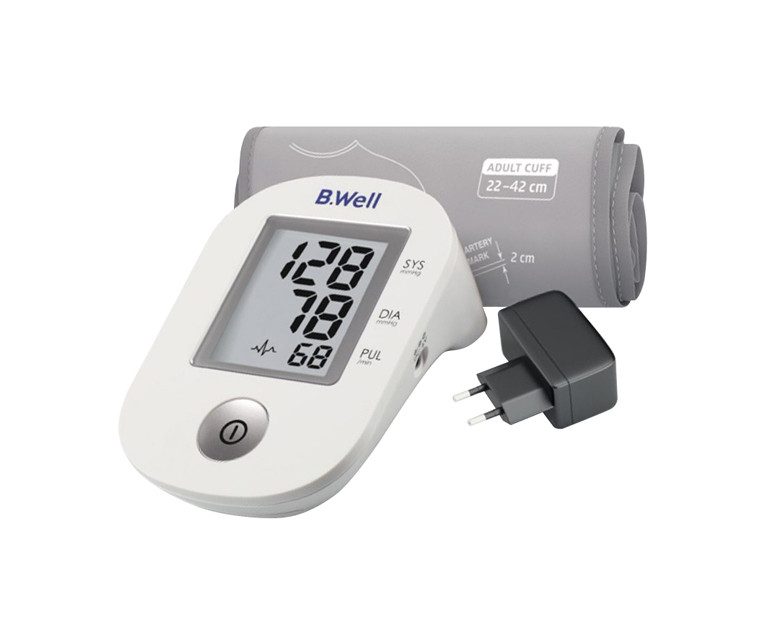 ADULT CUFF
22–42 cm
B.Well
ARTERY
MARK
2 cm
128
SYS
mmHg
78
DIA
mmHg
68
PUL
/min